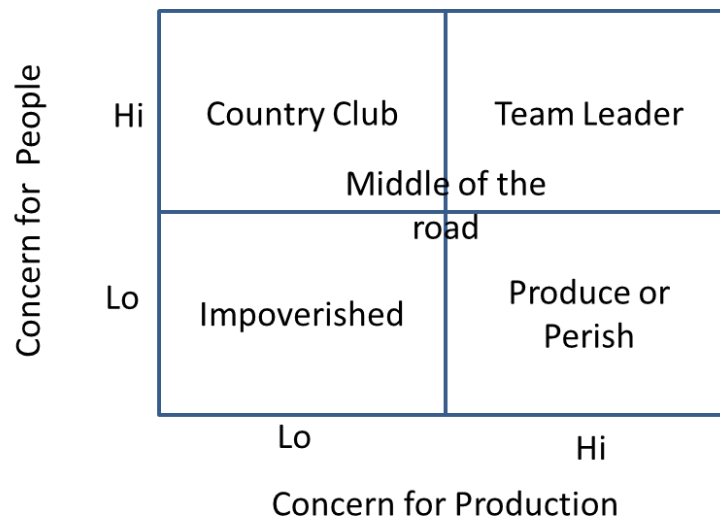 Concern for People
Hi
Country Club
Team Leader
Middle of the
road
Lo
Impoverished
Produce or
Perish
Lo
Hi
Concern for Production